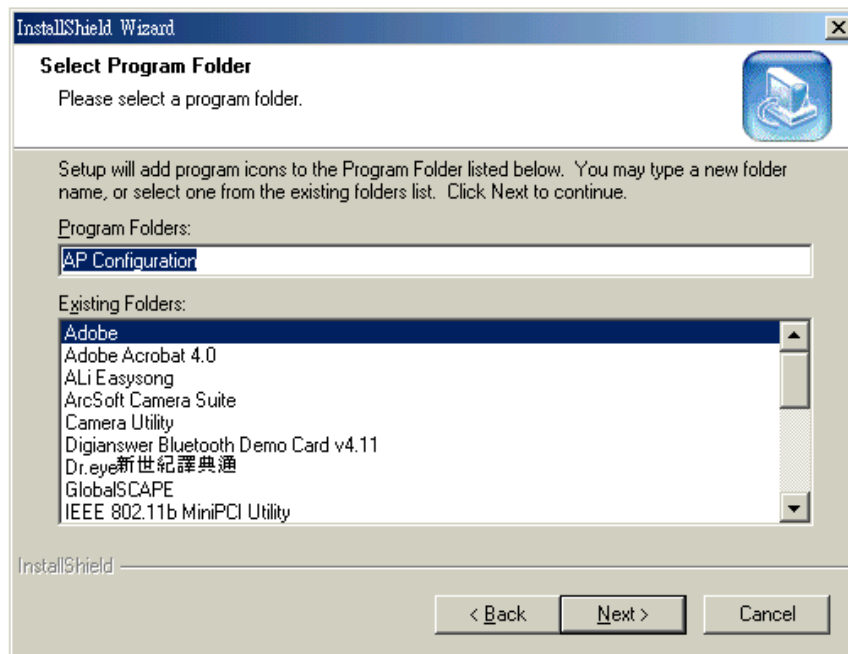 InstallShield Wizard
Select Program Folder
Please select a program folder.
Setup will add program icons to the Program Folder listed below.  You may type a new folder
name, or select one from the existing folders list.  Click Next to continue.
Program Folders:
AP Configuration
Existing Folders:
Adobe
Adobe Acrobat 4.0
ALi Easysong
ArcSoft Camera Suite
Camera Utility
Digianswer Bluetooth Demo Card v4.11
Dr.eye新世紀譯典通
GlobalSCAPE
IEEE 802.11b MiniPCI Utility
InstallShield
< Back
Next >
Cancel